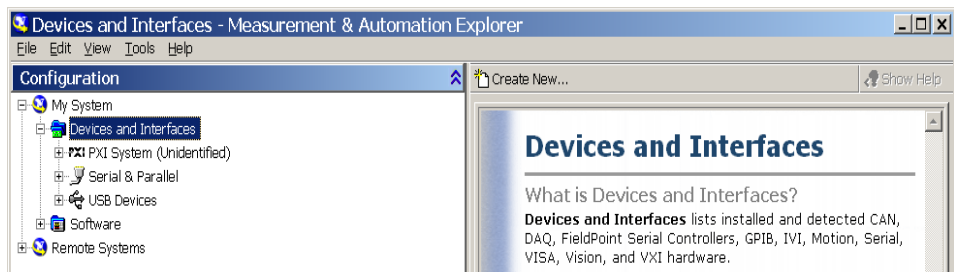 Devices and Interfaces - Measurement & Automation Explorer
File Edit View Tools Help
Configuration
Create New...
Show Help
My System
Devices and Interfaces
PXI PXI System (Unidentified)
Serial & Parallel
USB Devices
Software
Remote Systems
Devices and Interfaces
What is Devices and Interfaces?
Devices and Interfaces lists installed and detected CAN,
DAQ, FieldPoint Serial Controllers, GPIB, IVI, Motion, Serial,
VISA, Vision, and VXI hardware.